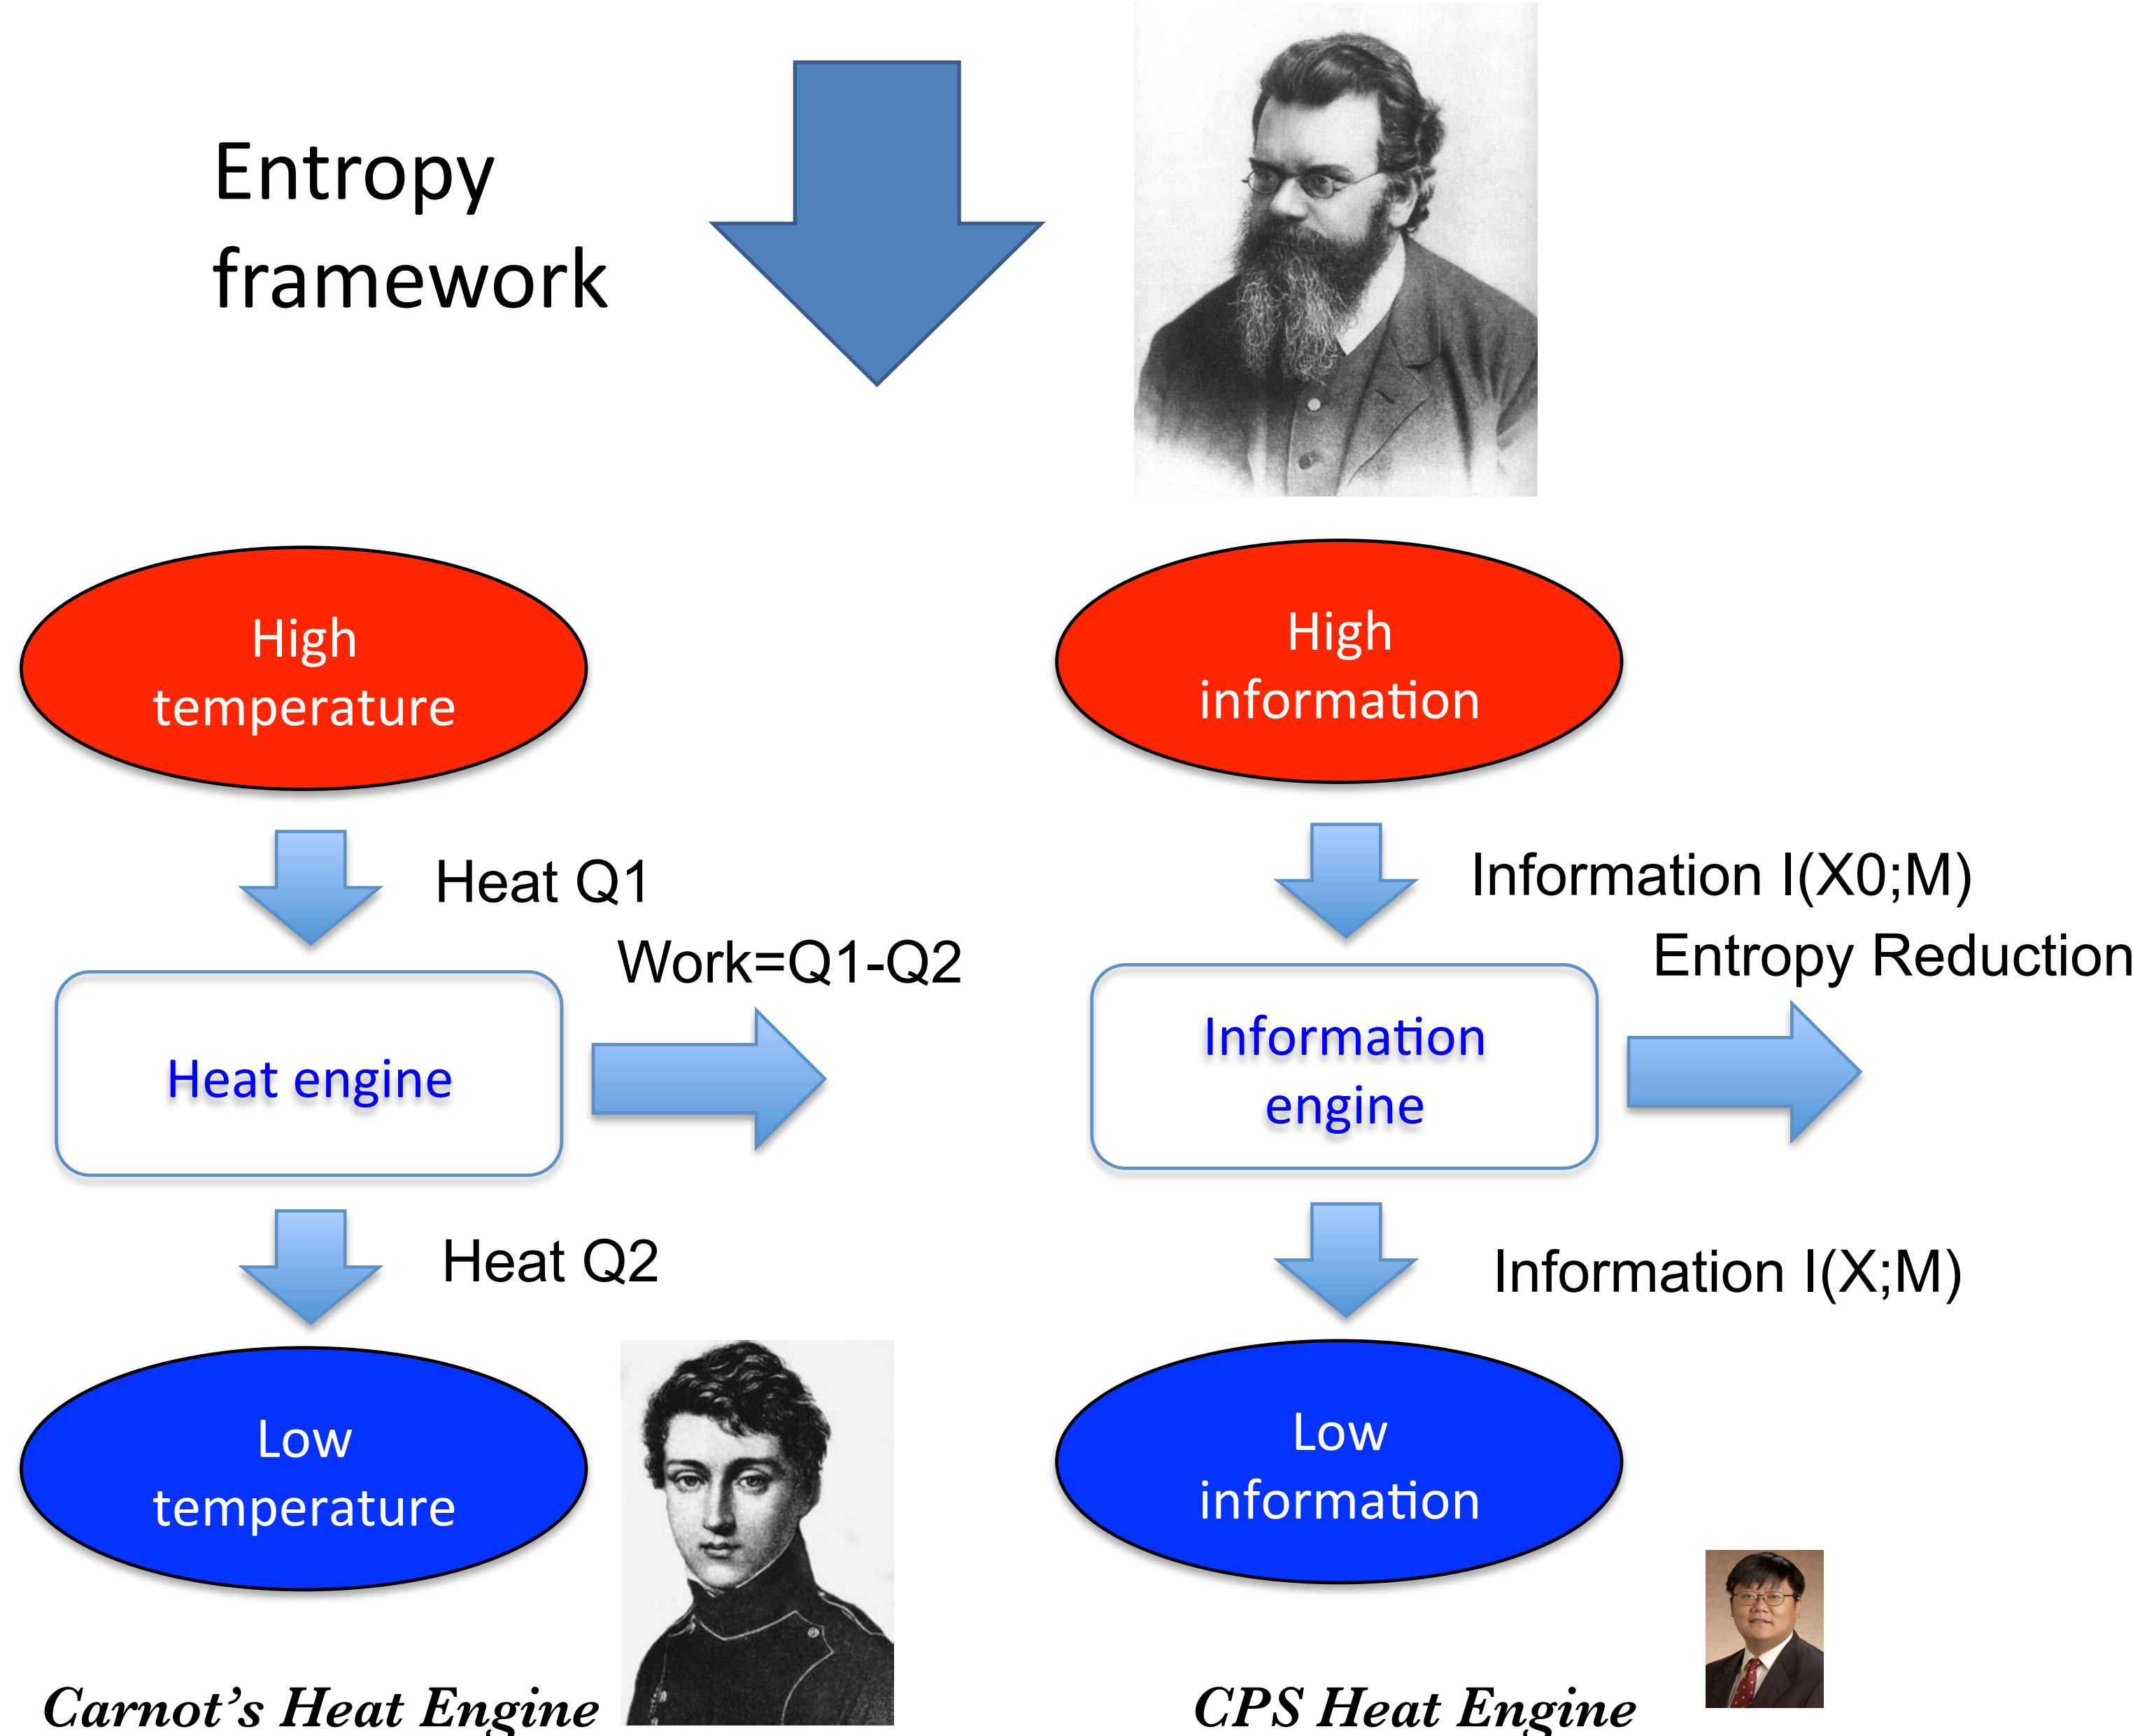 Entropy
framework
High
temperature
Heat Q1
Work=Q1-Q2
Heat engine
Heat Q2
Low
temperature
Carnot’s Heat Engine
High
information
Information I(X0;M)
Entropy Reduction
Information
engine
Information I(X;M)
Low
information
CPS Heat Engine